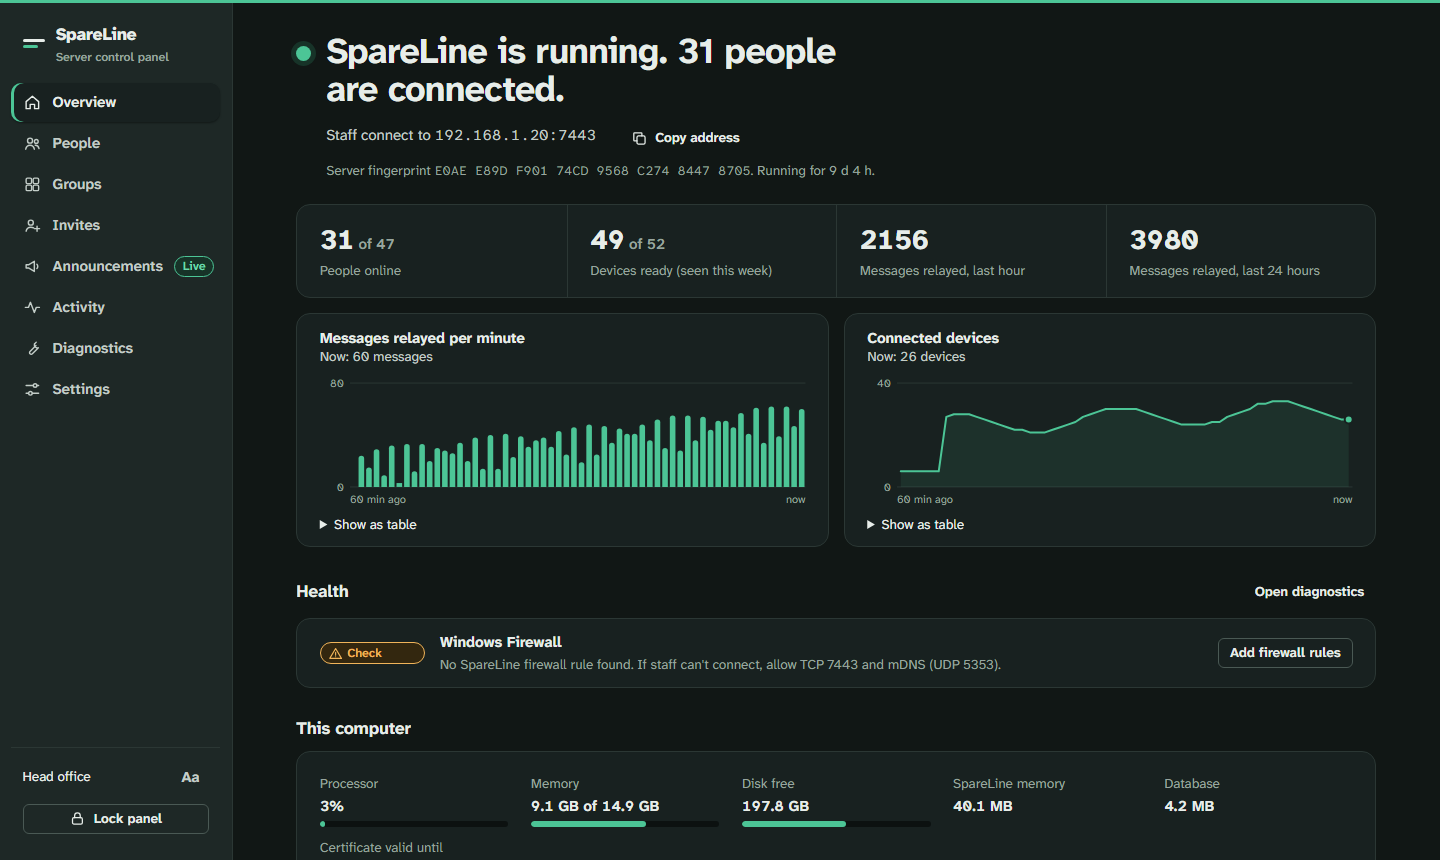 SpareLine
Server control panel
Overview
People
Groups
Invites
Announcements Live
Activity
Diagnostics
Settings
Head office Aa
Lock panel
SpareLine is running. 31 people
are connected.
Staff connect to 192.168.1.20:7443 Copy address
Server fingerprint E0AE E89D F901 74CD 9568 C274 8447 8705. Running for 9 d 4 h.
31 of 47
People online
49 of 52
Devices ready (seen this week)
2156
Messages relayed, last hour
3980
Messages relayed, last 24 hours
Messages relayed per minute
Now: 60 messages
80
0
60 min ago now
Show as table
Connected devices
Now: 26 devices
40
0
60 min ago now
Show as table
Health Open diagnostics
Check
Windows Firewall
No SpareLine firewall rule found. If staff can't connect, allow TCP 7443 and mDNS (UDP 5353).
Add firewall rules
This computer
Processor
3%
Memory
9.1 GB of 14.9 GB
Disk free
197.8 GB
SpareLine memory
40.1 MB
Database
4.2 MB
Certificate valid until